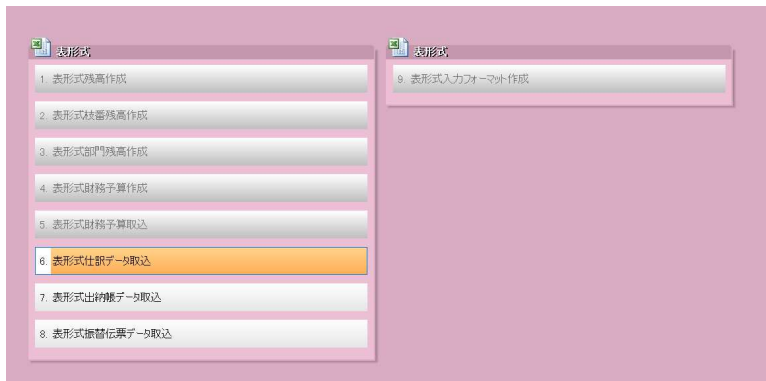 表形式
1. 表形式残高作成
2. 表形式枝番残高作成
3. 表形式部門残高作成
4. 表形式財務予算作成
5. 表形式財務予算取込
6. 表形式仕訳データ取込
7. 表形式出納帳データ取込
8. 表形式振替伝票データ取込
表形式
9. 表形式入力フォーマット作成